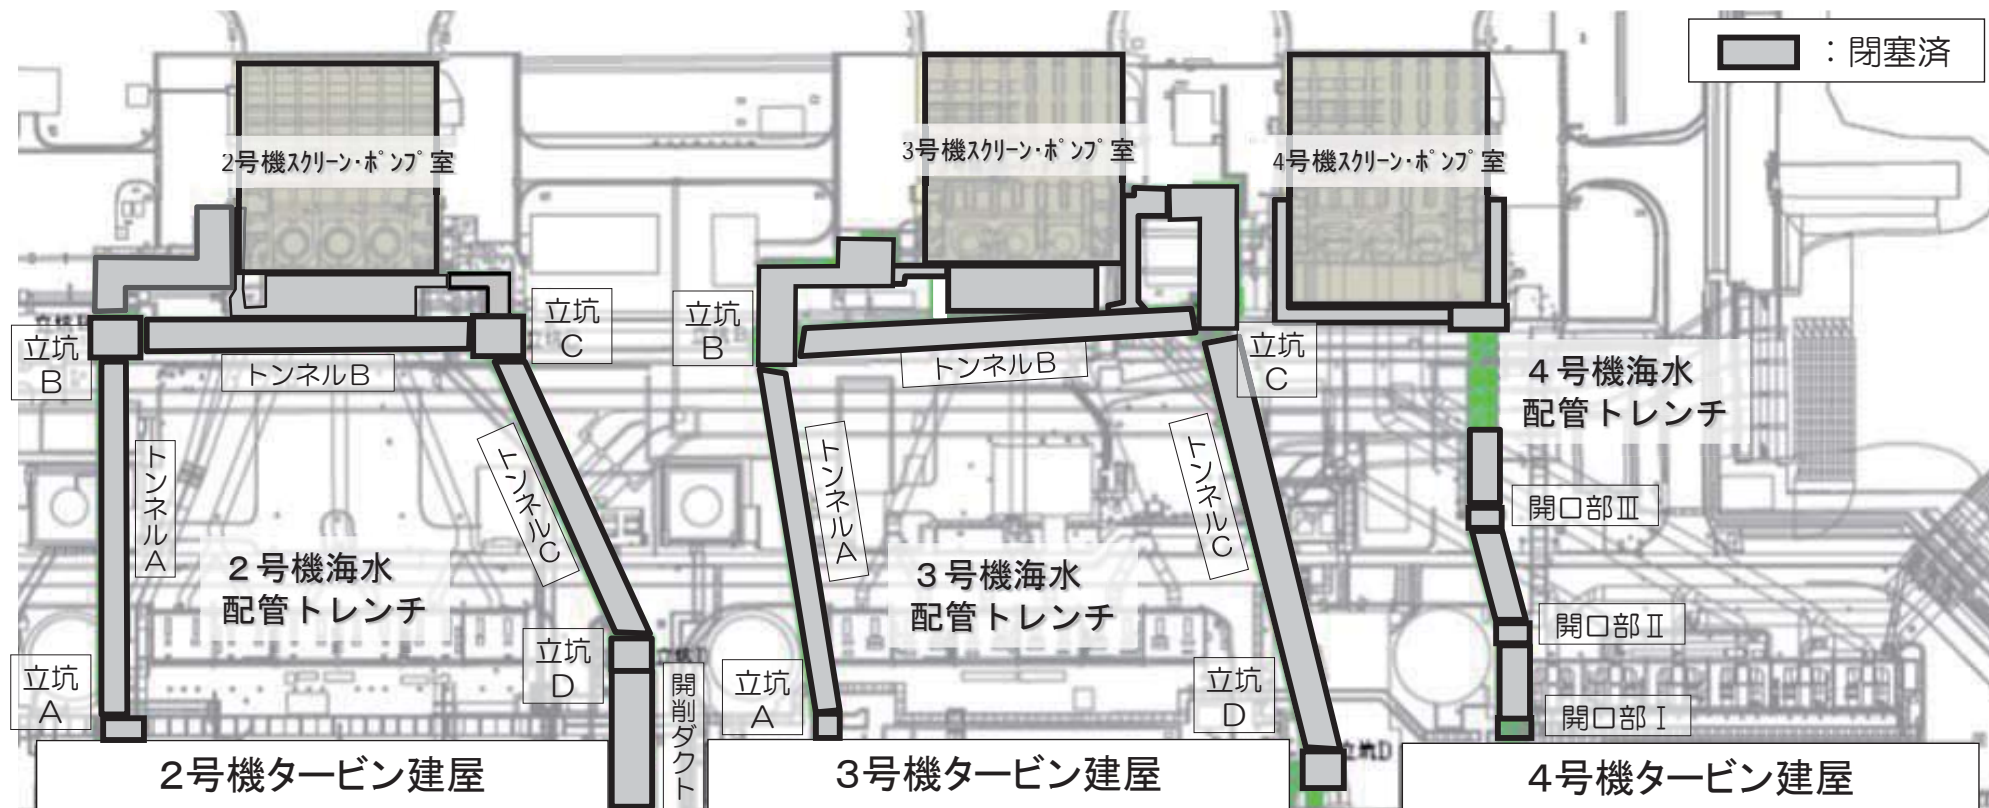 ：閉塞済
2号機スクリーン・ポンプ室
3号機スクリーン・ポンプ室
4号機スクリーン・ポンプ室
立坑
B
トンネルB
立坑
C
立坑
B
トンネルB
立坑
C
４号機海水
配管トレンチ
トンネルA
トンネルC
トンネルA
トンネルC
開口部Ⅲ
２号機海水
配管トレンチ
３号機海水
配管トレンチ
開口部Ⅱ
立坑
A
立坑
D
開削ダクト
立坑
A
立坑
D
開口部Ⅰ
立坑D
2号機タービン建屋
3号機タービン建屋
4号機タービン建屋